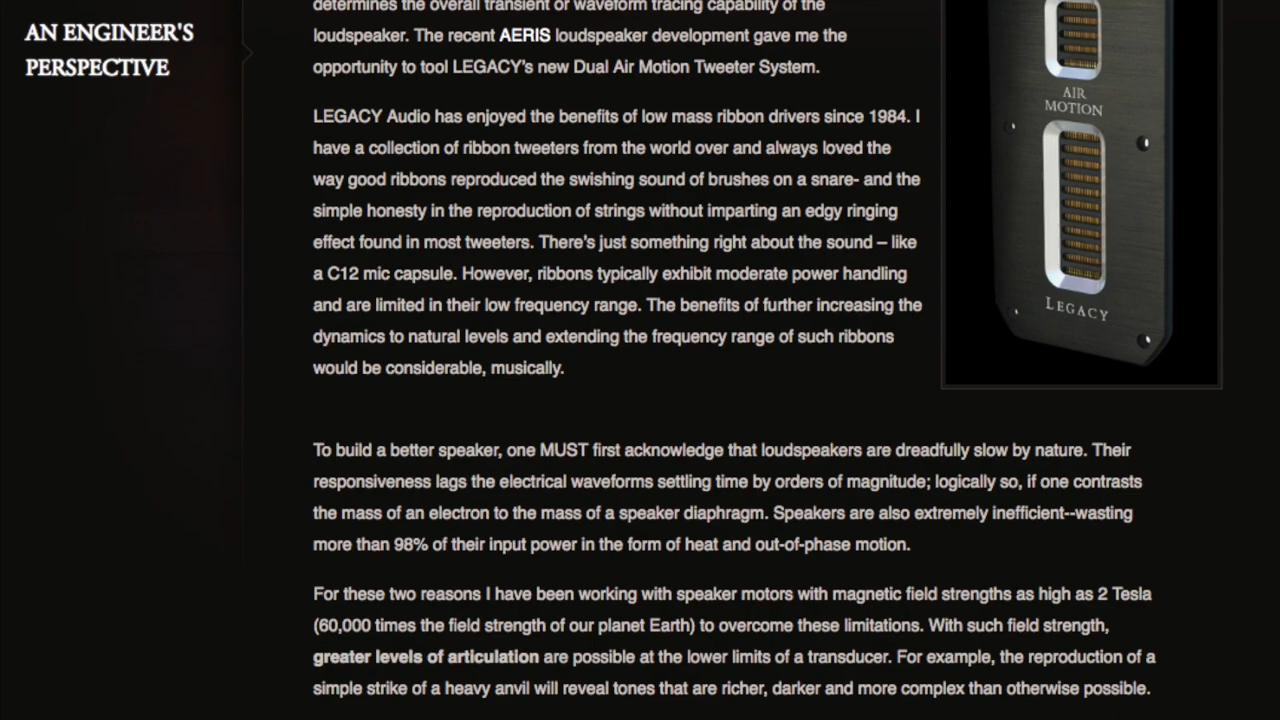 AN ENGINEER'S
PERSPECTIVE
determines the overall transient or waveform tracing capability of the
loudspeaker. The recent AERIS loudspeaker development gave me the
opportunity to tool LEGACY's new Dual Air Motion Tweeter System.
LEGACY Audio has enjoyed the benefits of low mass ribbon drivers since 1984. I
have a collection of ribbon tweeters from the world over and always loved the
way good ribbons reproduced the swishing sound of brushes on a snare- and the
simple honesty in the reproduction of strings without imparting an edgy ringing
effect found in most tweeters. There's just something right about the sound – like
a C12 mic capsule. However, ribbons typically exhibit moderate power handling
and are limited in their low frequency range. The benefits of further increasing the
dynamics to natural levels and extending the frequency range of such ribbons
would be considerable, musically.
AIR
MOTION
LEGACY
To build a better speaker, one MUST first acknowledge that loudspeakers are dreadfully slow by nature. Their
responsiveness lags the electrical waveforms settling time by orders of magnitude; logically so, if one contrasts
the mass of an electron to the mass of a speaker diaphragm. Speakers are also extremely inefficient--wasting
more than 98% of their input power in the form of heat and out-of-phase motion.
For these two reasons I have been working with speaker motors with magnetic field strengths as high as 2 Tesla
(60,000 times the field strength of our planet Earth) to overcome these limitations. With such field strength,
greater levels of articulation are possible at the lower limits of a transducer. For example, the reproduction of a
simple strike of a heavy anvil will reveal tones that are richer, darker and more complex than otherwise possible.